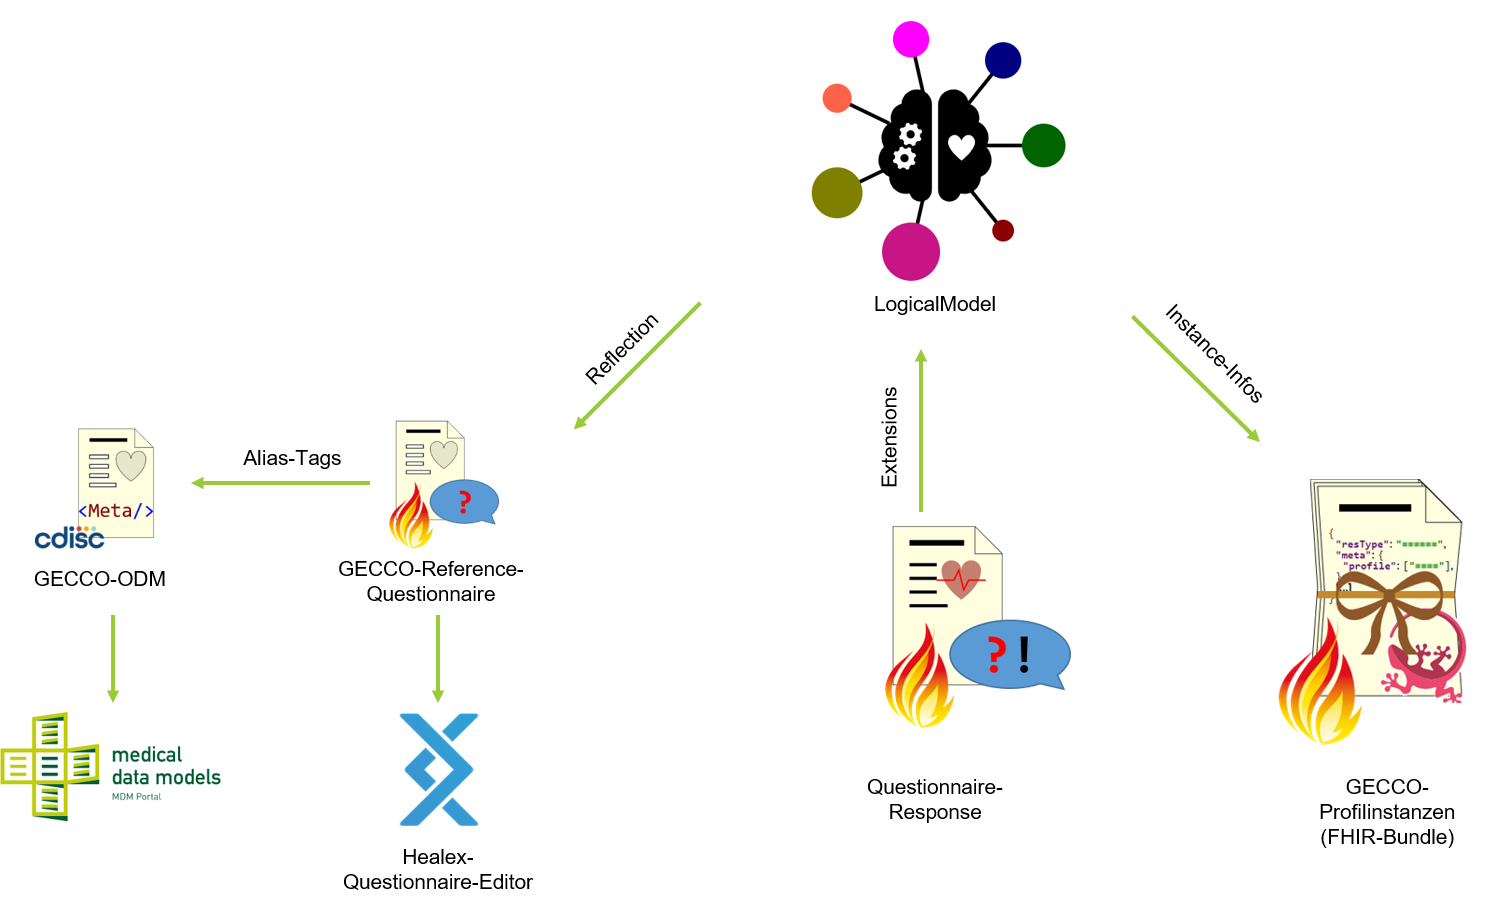 LogicalModel
Reflection
Instance-Infos
Extensions
Alias-Tags
<Meta/>
cdisc
GECCO-ODM
?
GECCO-Reference-
Questionnaire
? !
Questionnaire-
Response
{
"resType":"
",
"meta":{
"profile":["
"],
}
}
GECCO-
Profilinstanzen
(FHIR-Bundle)
medical
data models
MDM Portal
Healex-
Questionnaire-Editor